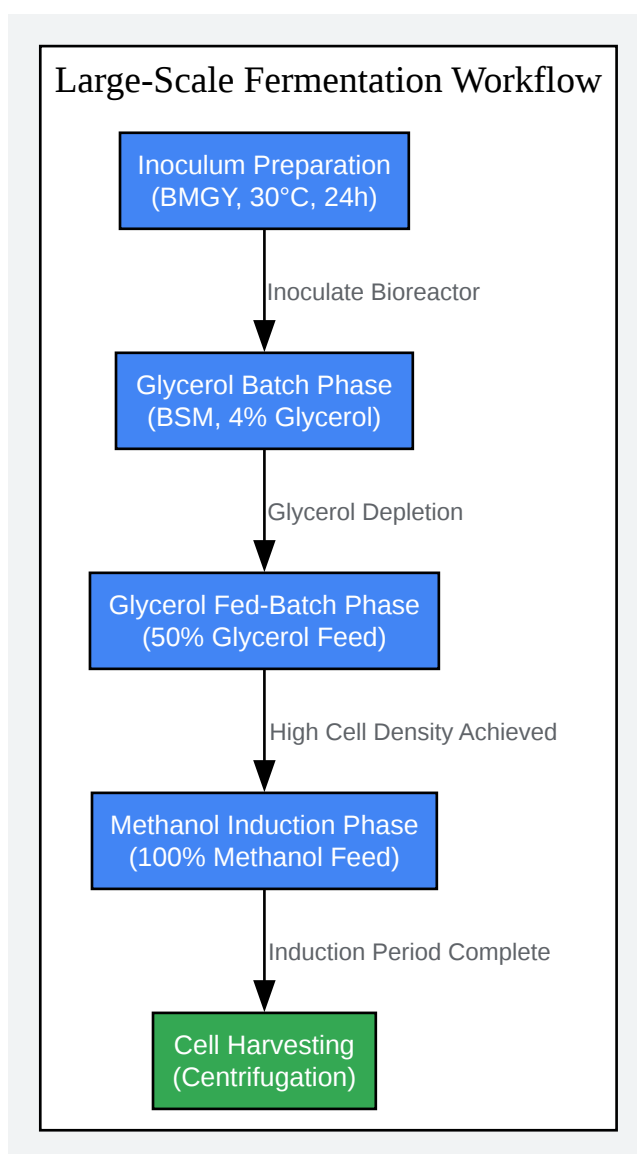 Large-Scale Fermentation Workflow
Inoculum Preparation
(BMGY, 30°C, 24h)
Inoculate Bioreactor
Glycerol Batch Phase
(BSM, 4% Glycerol)
Glycerol Depletion
Glycerol Fed-Batch Phase
(50% Glycerol Feed)
High Cell Density Achieved
Methanol Induction Phase
(100% Methanol Feed)
Induction Period Complete
Cell Harvesting
(Centrifugation)